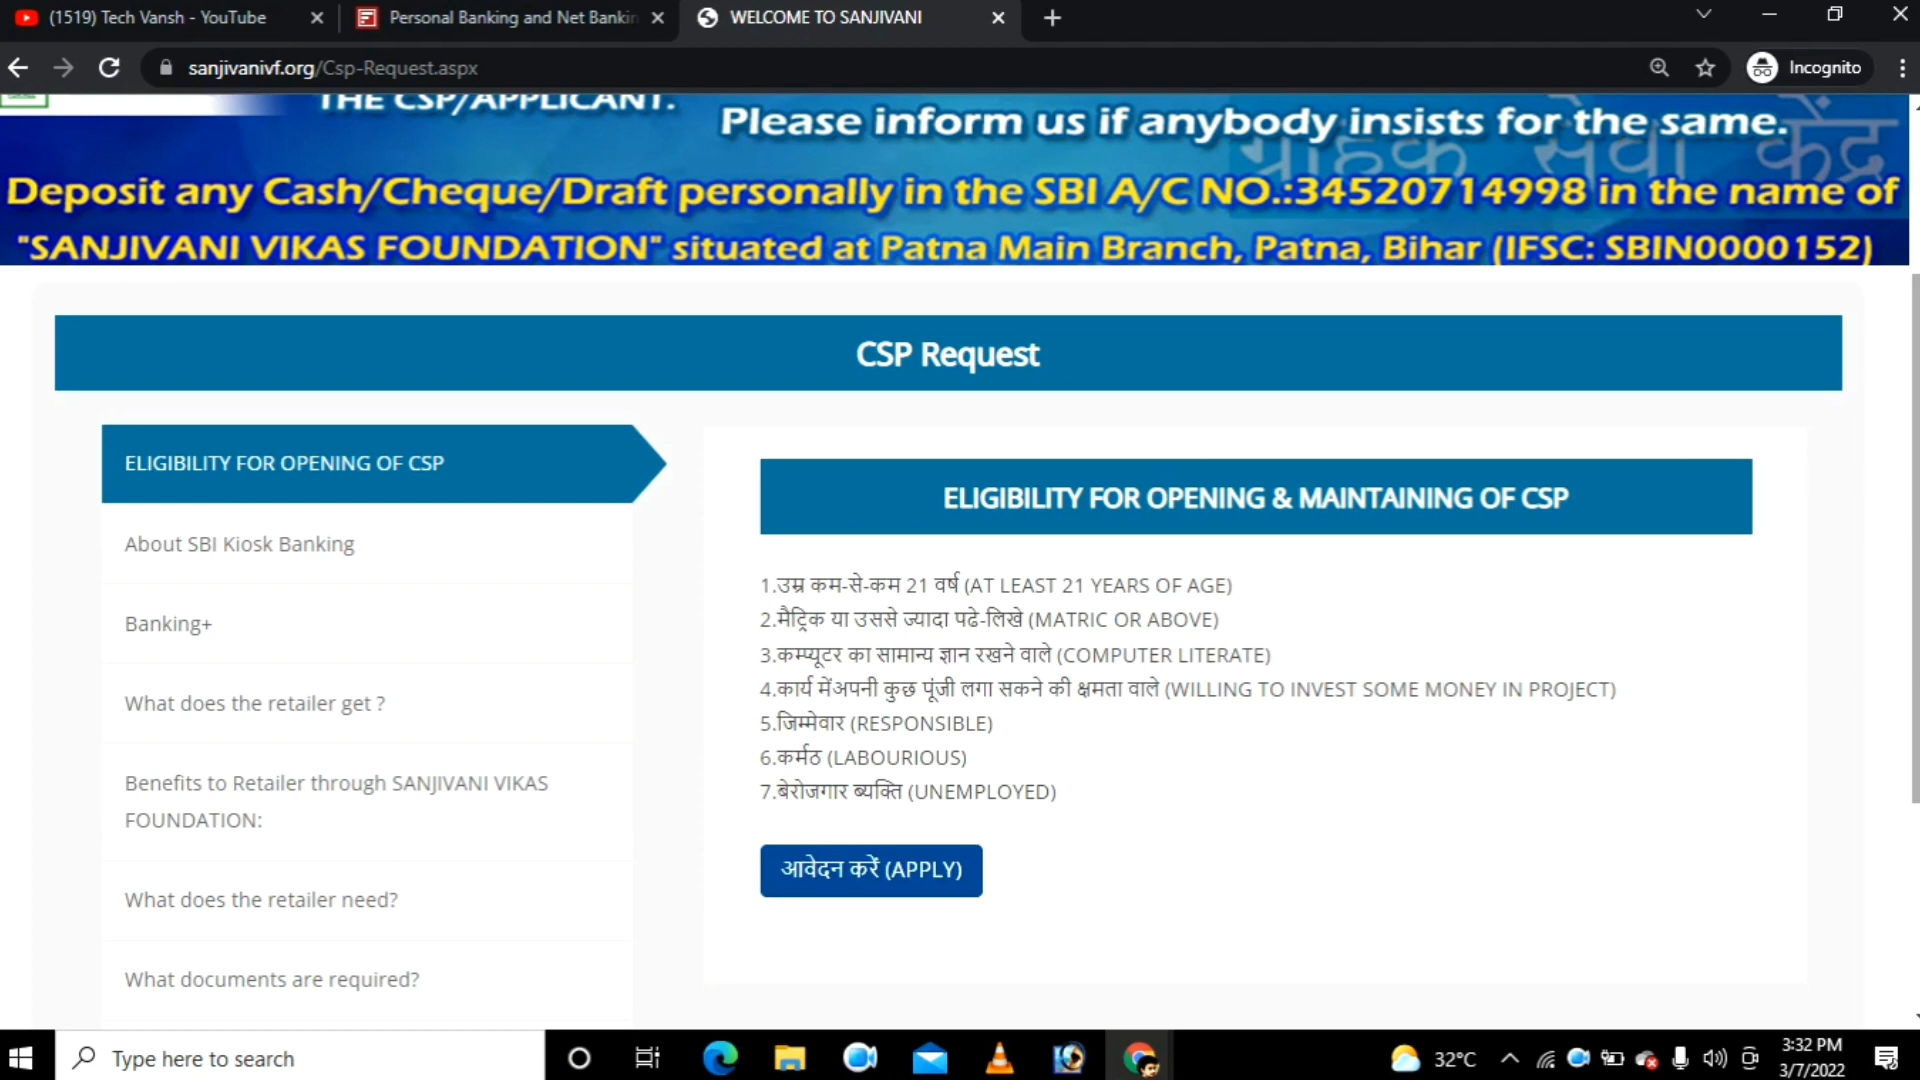 (1519) Tech Vansh - YouTube
Personal Banking and Net Bankin
WELCOME TO SANJIVANI
sanjivanivf.org/Csp-Request.aspx
Incognito
THE CSP/APPLICANT.
Please inform us if anybody insists for the same.
ग्राहक सेवा केंद्र
Deposit any Cash/Cheque/Draft personally in the SBI A/C NO.:34520714998 in the name of
"SANJIVANI VIKAS FOUNDATION" situated at Patna Main Branch, Patna, Bihar (IFSC: SBIN0000152)
CSP Request
ELIGIBILITY FOR OPENING OF CSP
About SBI Kiosk Banking
Banking+
What does the retailer get ?
Benefits to Retailer through SANJIVANI VIKAS
FOUNDATION:
What does the retailer need?
What documents are required?
ELIGIBILITY FOR OPENING & MAINTAINING OF CSP
1.उम्र कम-से-कम 21 वर्ष (AT LEAST 21 YEARS OF AGE)
2.मैट्रिक या उससे ज्यादा पढे-लिखे (MATRIC OR ABOVE)
3.कम्प्यूटर का सामान्य ज्ञान रखने वाले (COMPUTER LITERATE)
4.कार्य मेंअपनी कुछ पूंजी लगा सकने की क्षमता वाले (WILLING TO INVEST SOME MONEY IN PROJECT)
5.जिम्मेवार (RESPONSIBLE)
6.कर्मठ (LABOURIOUS)
7.बेरोजगार ब्यक्ति (UNEMPLOYED)
आवेदन करें (APPLY)
Type here to search
32°C
3:32 PM
3/7/2022